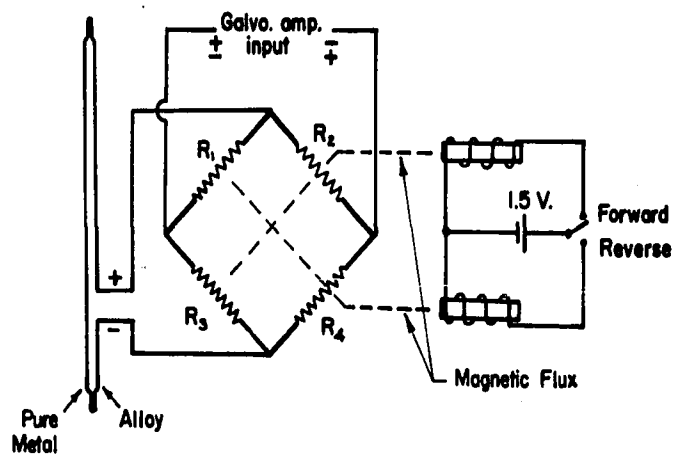 Galvo. amp.
± input ∓
R1
R2
R3
R4
+
-
1.5 V.
Forward
Reverse
Magnetic Flux
Pure
Metal
Alloy